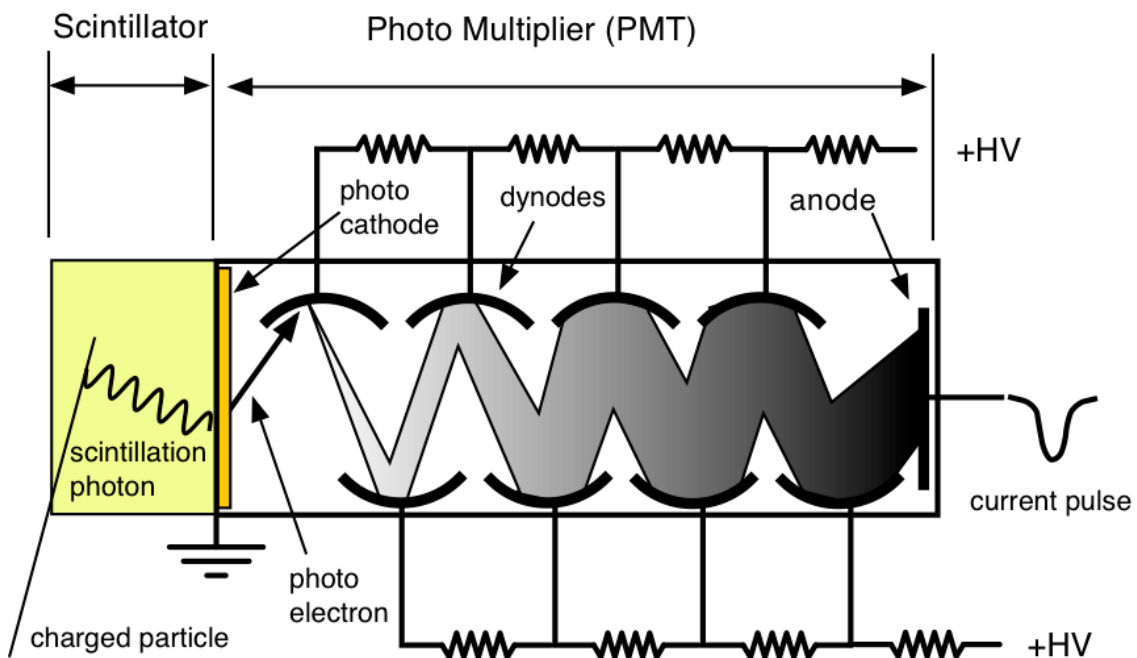 Scintillator
Photo Multiplier (PMT)
+HV
photo
cathode
dynodes
anode
scintillation
photon
current pulse
photo
electron
charged particle
+HV